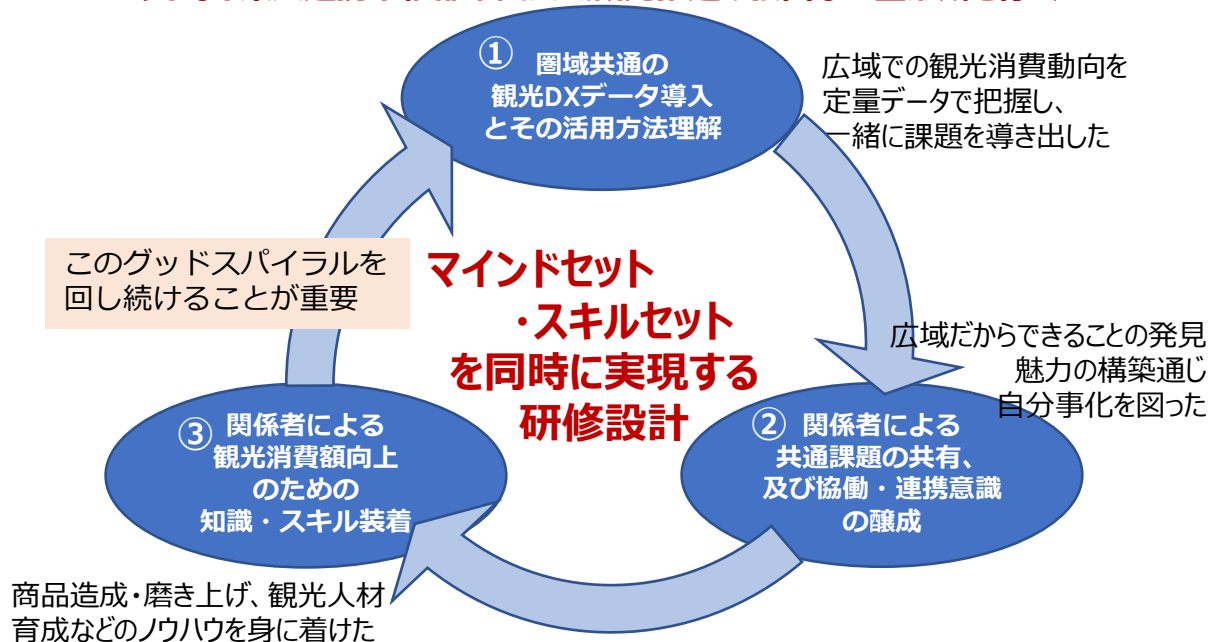 ①
圏域共通の
観光DXデータ導入
とその活用方法理解
広域での観光消費動向を
定量データで把握し、
一緒に課題を導き出した
このグッドスパイラルを
回し続けることが重要
マインドセット
・スキルセット
を同時に実現する
研修設計
広域だからできることの発見
魅力の構築通じ
自分事化を図った
② 関係者による
共通課題の共有、
及び協働・連携意識
の醸成
③ 関係者による
観光消費額向上
のための
知識・スキル装着
商品造成・磨き上げ、観光人材
育成などのノウハウを身に着けた